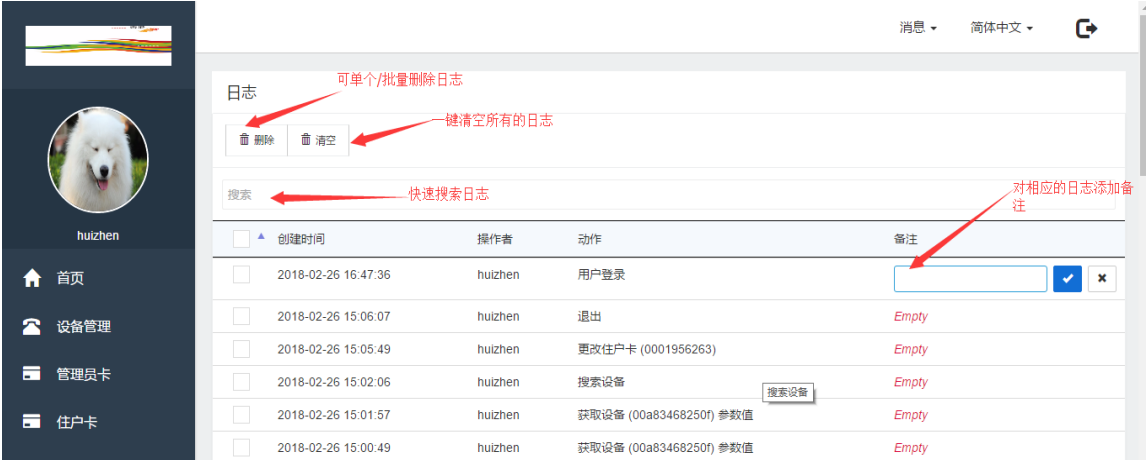 消息 简体中文
日志
可单个/批量删除日志
删除 清空
一键清空所有的日志
搜索
快速搜索日志
对相应的日志添加备
注
huizhen
首页
设备管理
管理员卡
住户卡
创建时间 操作者 动作 备注
2018-02-26 16:47:36 huizhen 用户登录
2018-02-26 15:06:07 huizhen 退出 Empty
2018-02-26 15:05:49 huizhen 更改住户卡 (0001956263) Empty
2018-02-26 15:02:06 huizhen 搜索设备 Empty
搜索设备
2018-02-26 15:01:57 huizhen 获取设备 (00a83468250f) 参数值 Empty
2018-02-26 15:00:49 huizhen 获取设备 (00a83468250f) 参数值 Empty